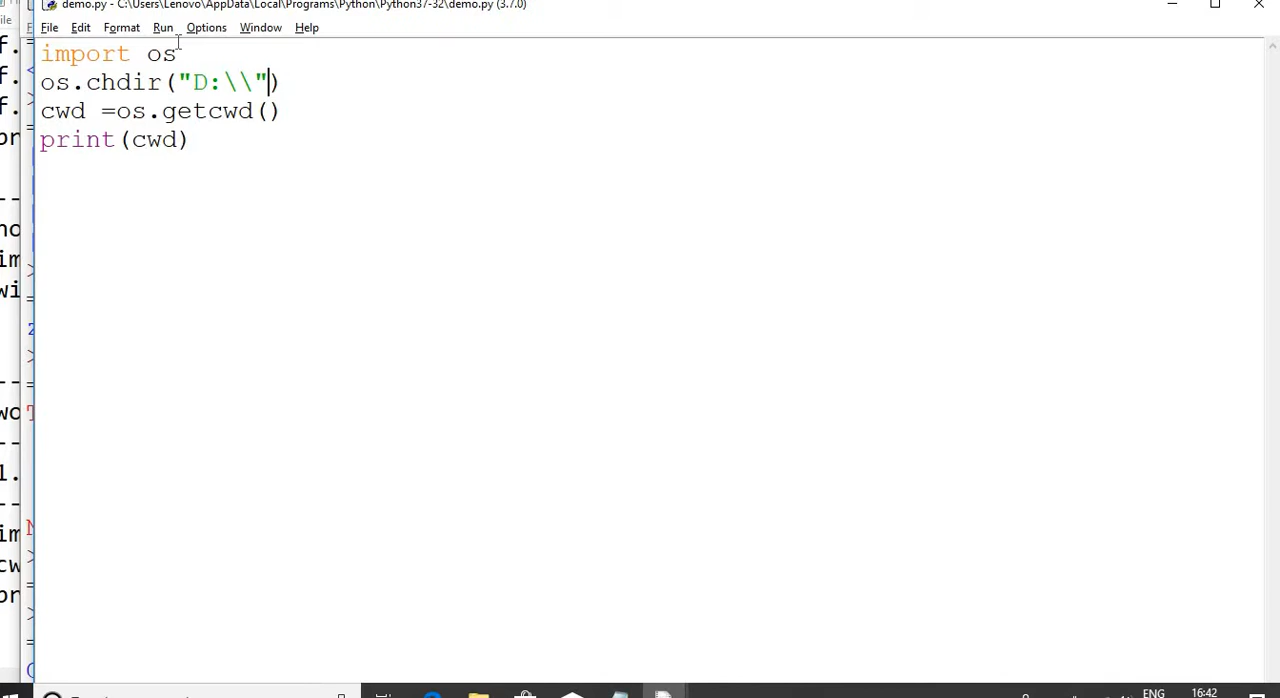 demo.py - C:\Users\Lenovo\AppData\Local\Programs\Python\Python37-32\demo.py (3.7.0)
File Edit Format Run Options Window Help
import os
os.chdir("D:\\")
cwd =os.getcwd()
print(cwd)
ENG
16:42